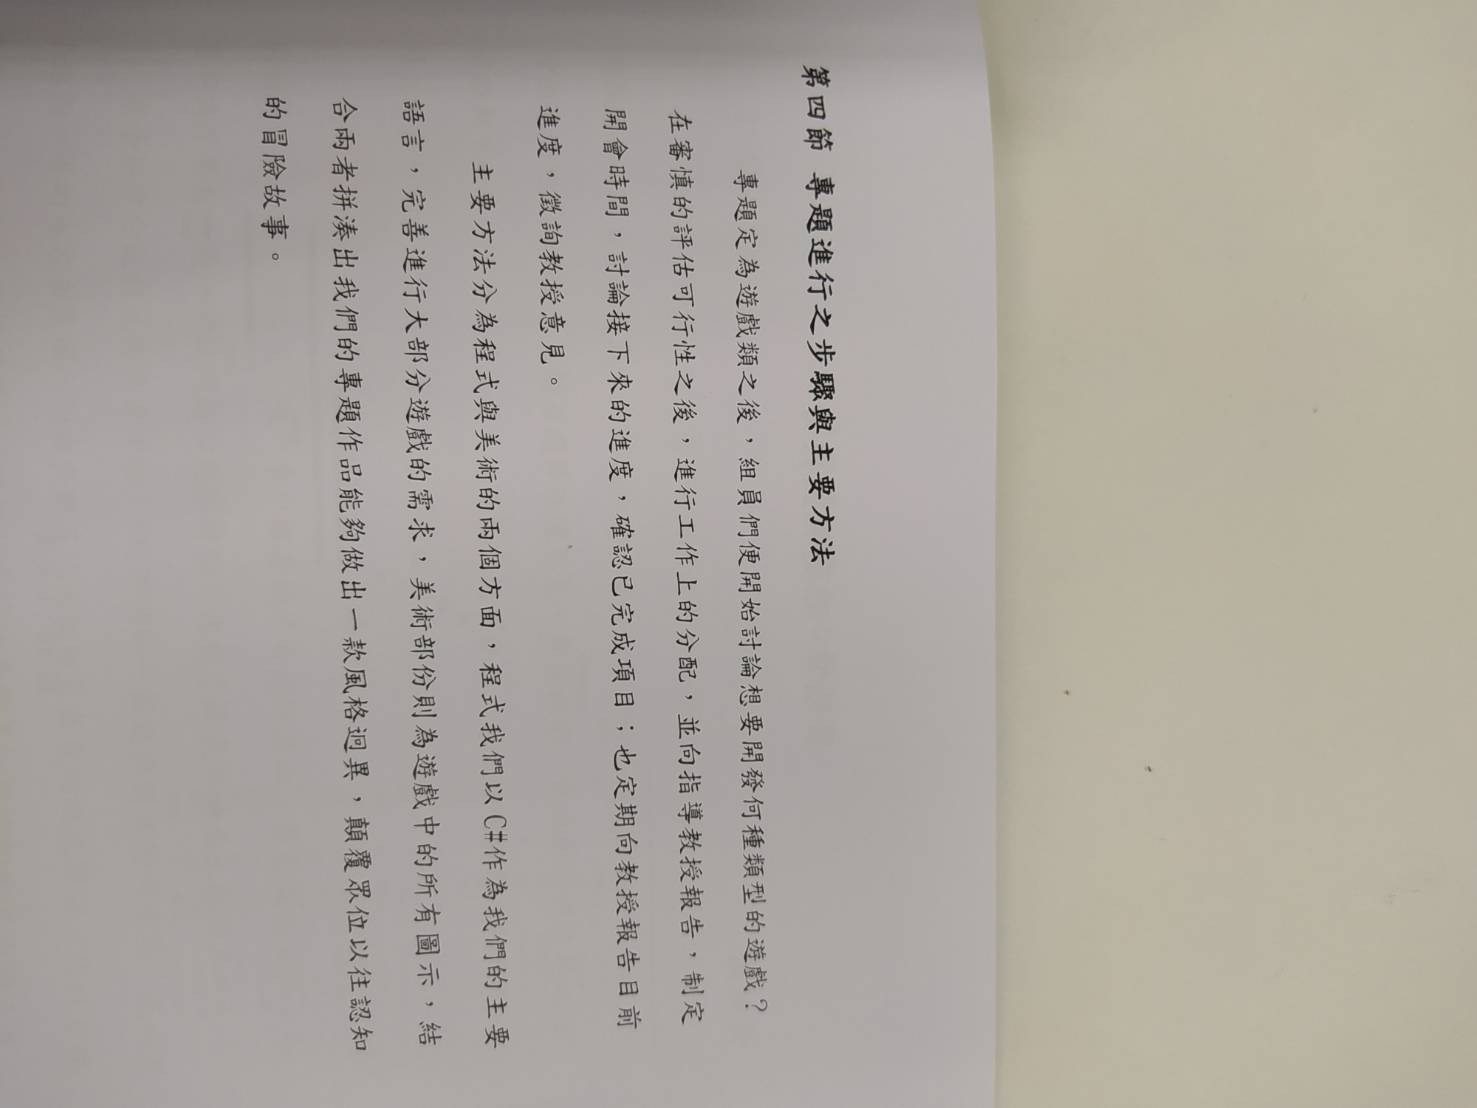 第四節 專題進行之步驟與主要方法
專題定為遊戲類之後，組員們便開始討論想要開發何種類型的遊戲？
在審慎的評估可行性之後，進行工作上的分配，並向指導教授報告，制定
開會時間，討論接下來的進度，確認已完成項目；也定期向教授報告目前
進度，徵詢教授意見。
主要方法分為程式與美術的兩個方面，程式我們以 C#作為我們的主要
語言，完善進行大部分遊戲的需求，美術部份則為遊戲中的所有圖示，結
合兩者拼湊出我們的專題作品能夠做出一款風格迥異，顛覆眾位以往認知
的冒險故事。